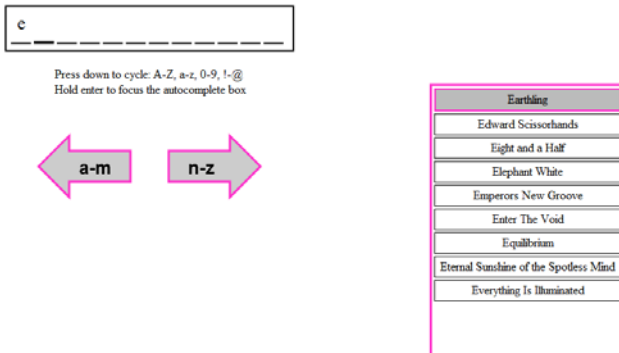 e
Press down to cycle: A-Z, a-z, 0-9, !-@
Hold enter to focus the autocomplete box
a-m
n-z
Earthling
Edward Scissorhands
Eight and a Half
Elephant White
Emperors New Groove
Enter The Void
Equilibrium
Eternal Sunshine of the Spotless Mind
Everything Is Illuminated